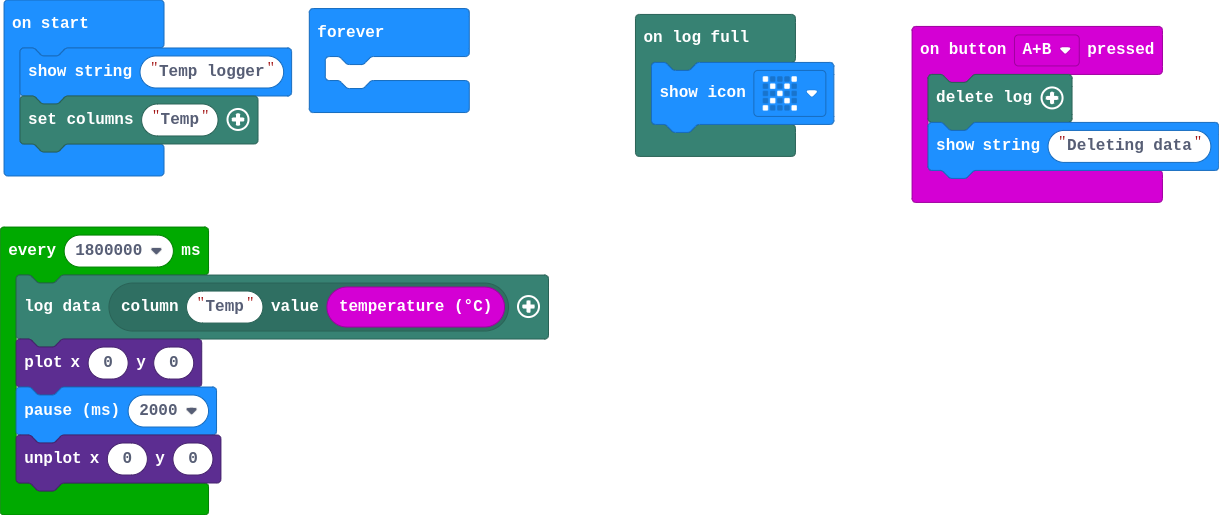 on start
show string "Temp logger"
set columns "Temp"
forever
on log full
show icon
on button A+B pressed
delete log
show string "Deleting data"
every 1800000 ms
log data column "Temp" value temperature (°C)
plot x 0 y 0
pause (ms) 2000
unplot x 0 y 0